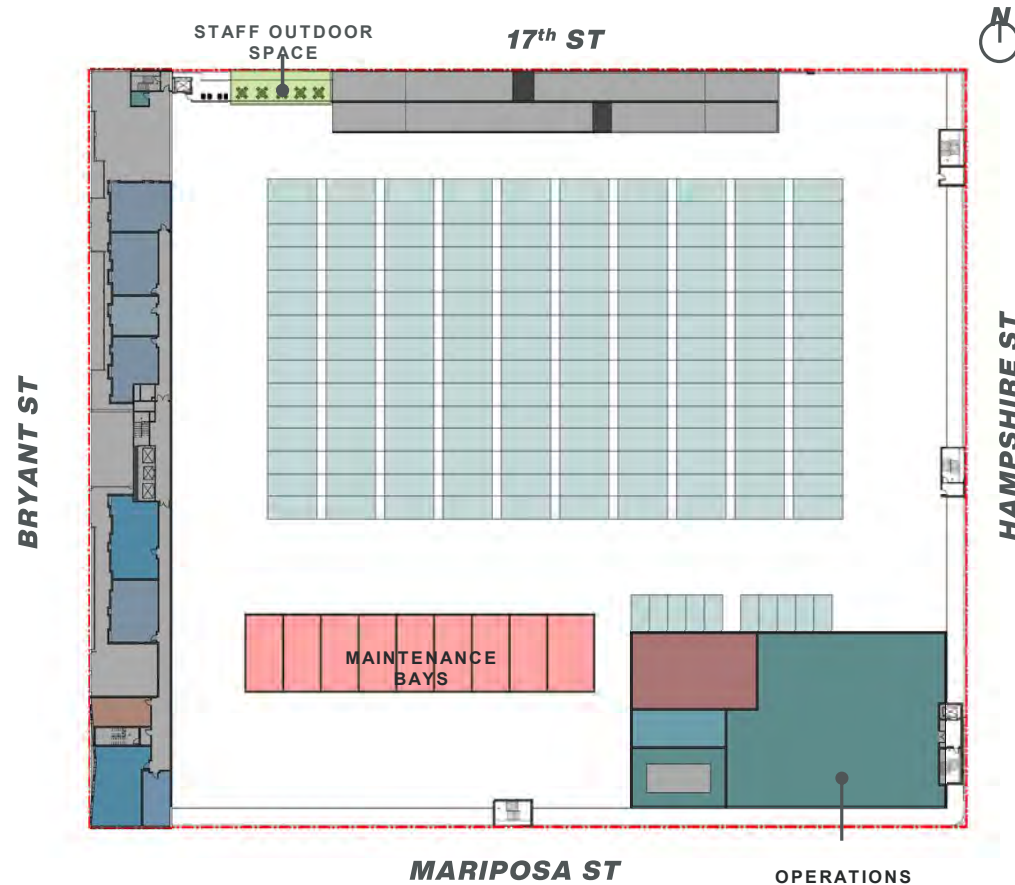 STAFF OUTDOOR
SPACE
17th ST
N
BRYANT ST
HAMPSHIRE ST
MAINTENANCE
BAYS
MARIPOSA ST
OPERATIONS